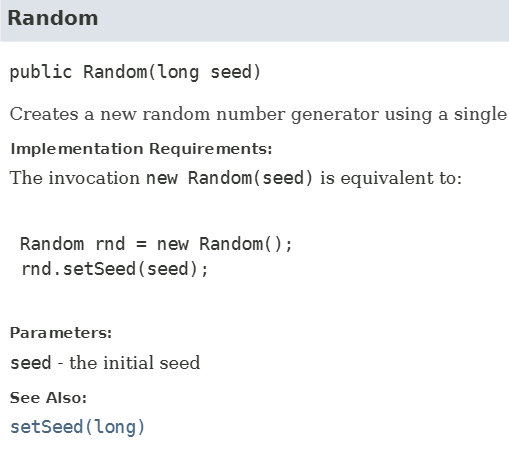 Random
public Random(long seed)
Creates a new random number generator using a single
Implementation Requirements:
The invocation new Random(seed) is equivalent to:
Random rnd = new Random();
rnd.setSeed(seed);
Parameters:
seed - the initial seed
See Also:
setSeed(long)